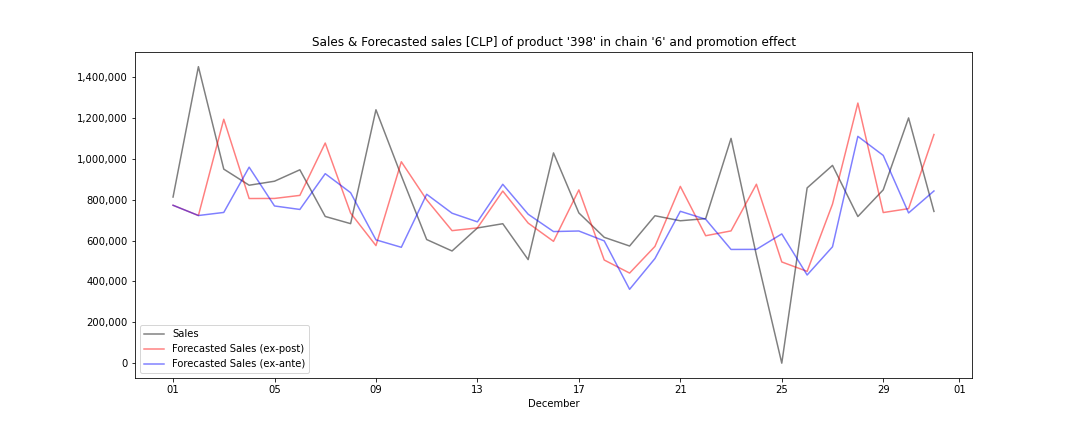 Sales & Forecasted sales [CLP] of product '398' in chain '6' and promotion effect
1,400,000
1,200,000
1,000,000
800,000
600,000
400,000
200,000
0
Sales
Forecasted Sales (ex-post)
Forecasted Sales (ex-ante)
01 05 09 13 17 21 25 29 01
December